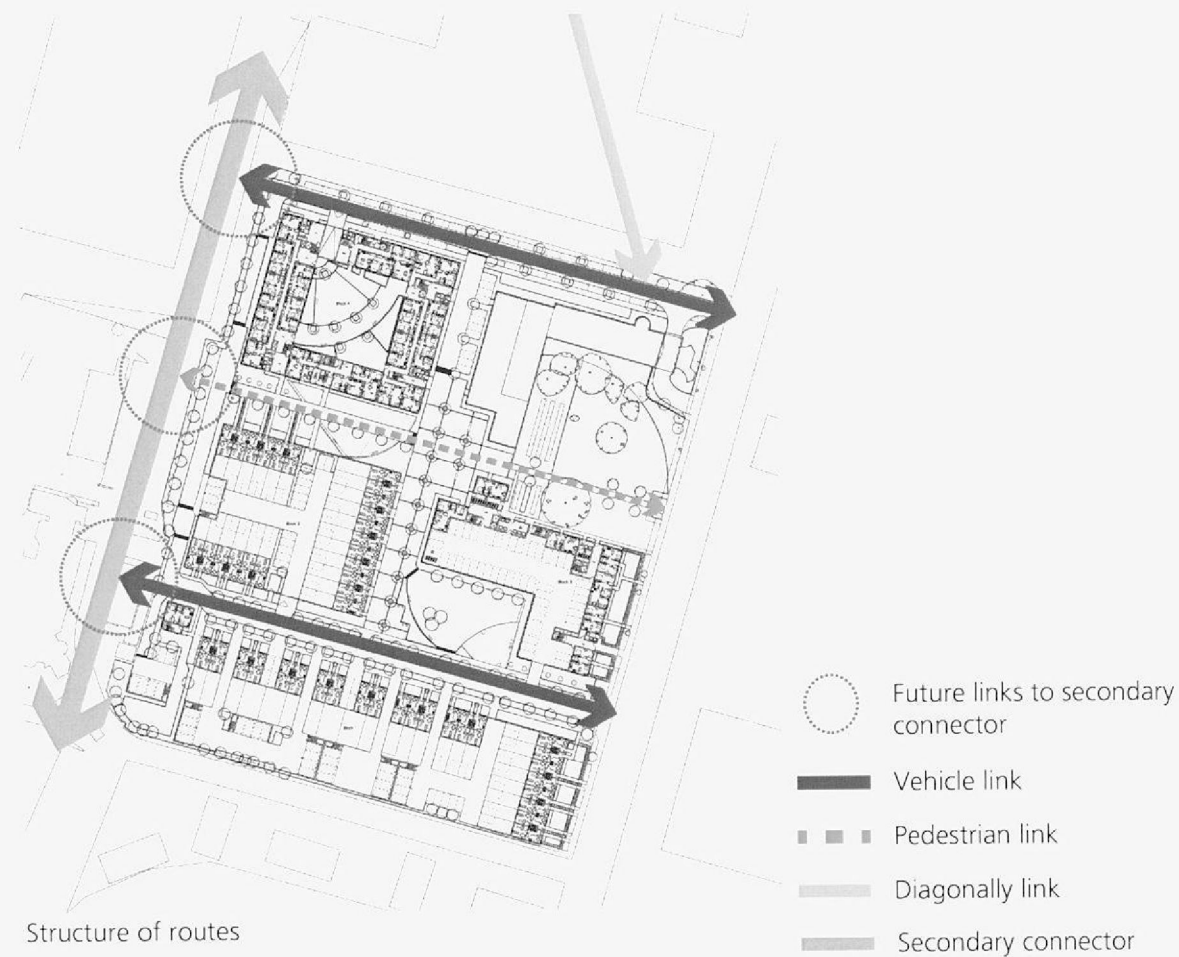 Future links to secondary
connector
Vehicle link
Pedestrian link
Diagonally link
Secondary connector
Structure of routes